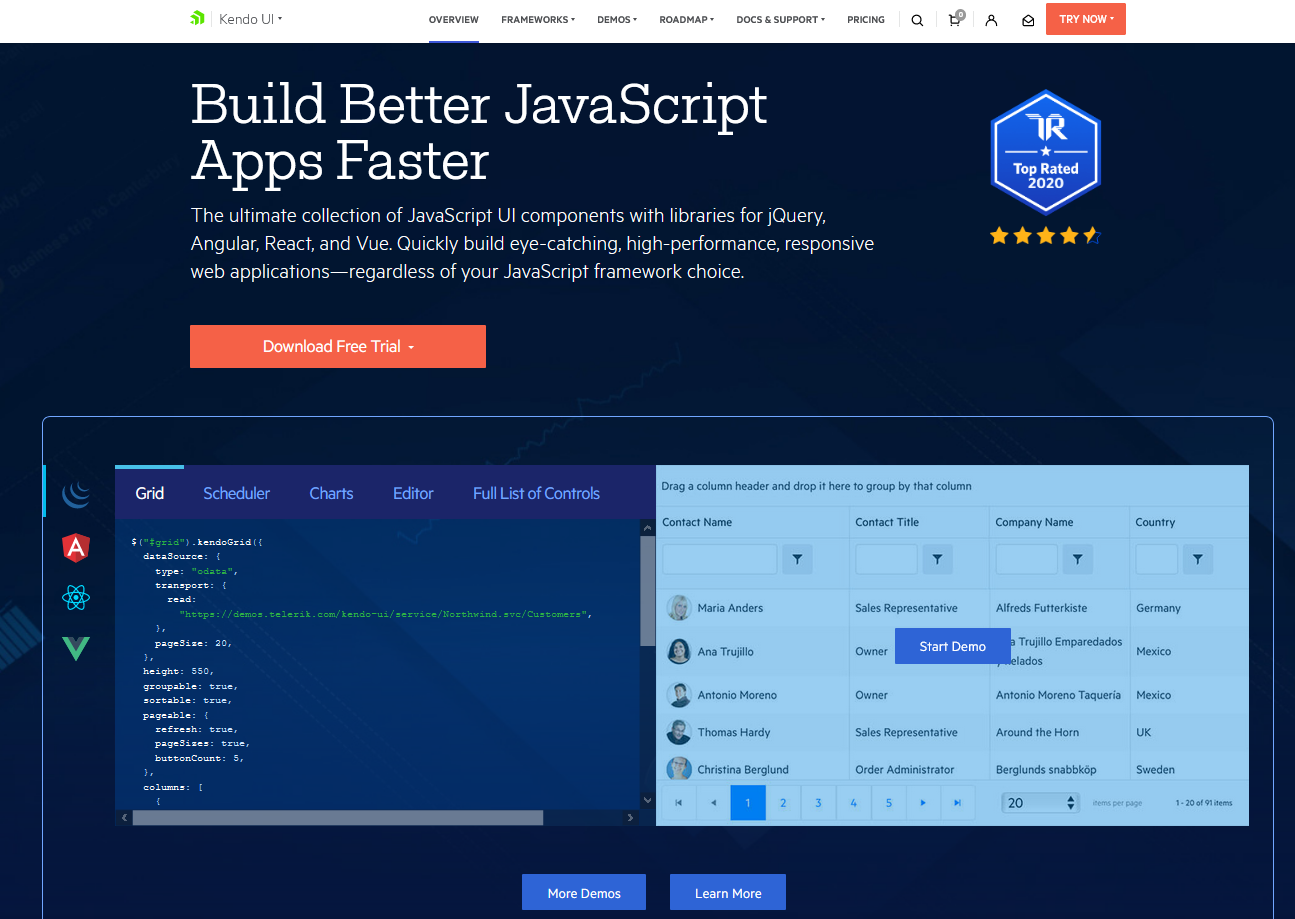 Kendo UI
OVERVIEW FRAMEWORKS DEMOS ROADMAP DOCS & SUPPORT PRICING 0 TRY NOW
Build Better JavaScript
Apps Faster
The ultimate collection of JavaScript UI components with libraries for jQuery,
Angular, React, and Vue. Quickly build eye-catching, high-performance, responsive
web applications—regardless of your JavaScript framework choice.
TR
Top Rated
2020
Download Free Trial
Grid Scheduler Charts Editor Full List of Controls
$("#grid").kendoGrid({
dataSource: {
type: "odata",
transport: {
read:
"https://demos.telerik.com/kendo-ui/service/Northwind.svc/Customers",
},
pageSize: 20,
},
height: 550,
groupable: true,
sortable: true,
pageable: {
refresh: true,
pageSizes: true,
buttonCount: 5,
},
columns: [
{
Drag a column header and drop it here to group by that column
Contact Name Contact Title Company Name Country
Maria Anders Sales Representative Alfreds Futterkiste Germany
Ana Trujillo Owner Trujillo Emparedados Mexico
Start Demo
Antonio Moreno Owner Antonio Moreno Taquería Mexico
Thomas Hardy Sales Representative Around the Horn UK
Christina Berglund Order Administrator Berglunds snabbköp Sweden
1 2 3 4 5 20 items per page 1 - 20 of 91 items
More Demos Learn More